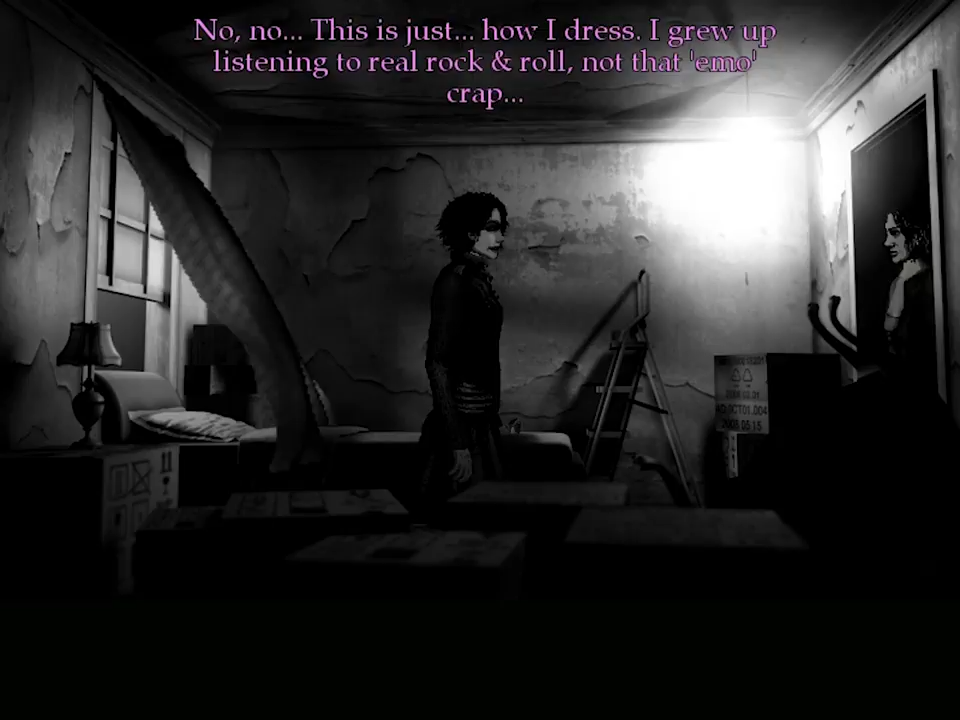 No, no... This is just... how I dress. I grew up
listening to real rock & roll, not that 'emo'
crap...